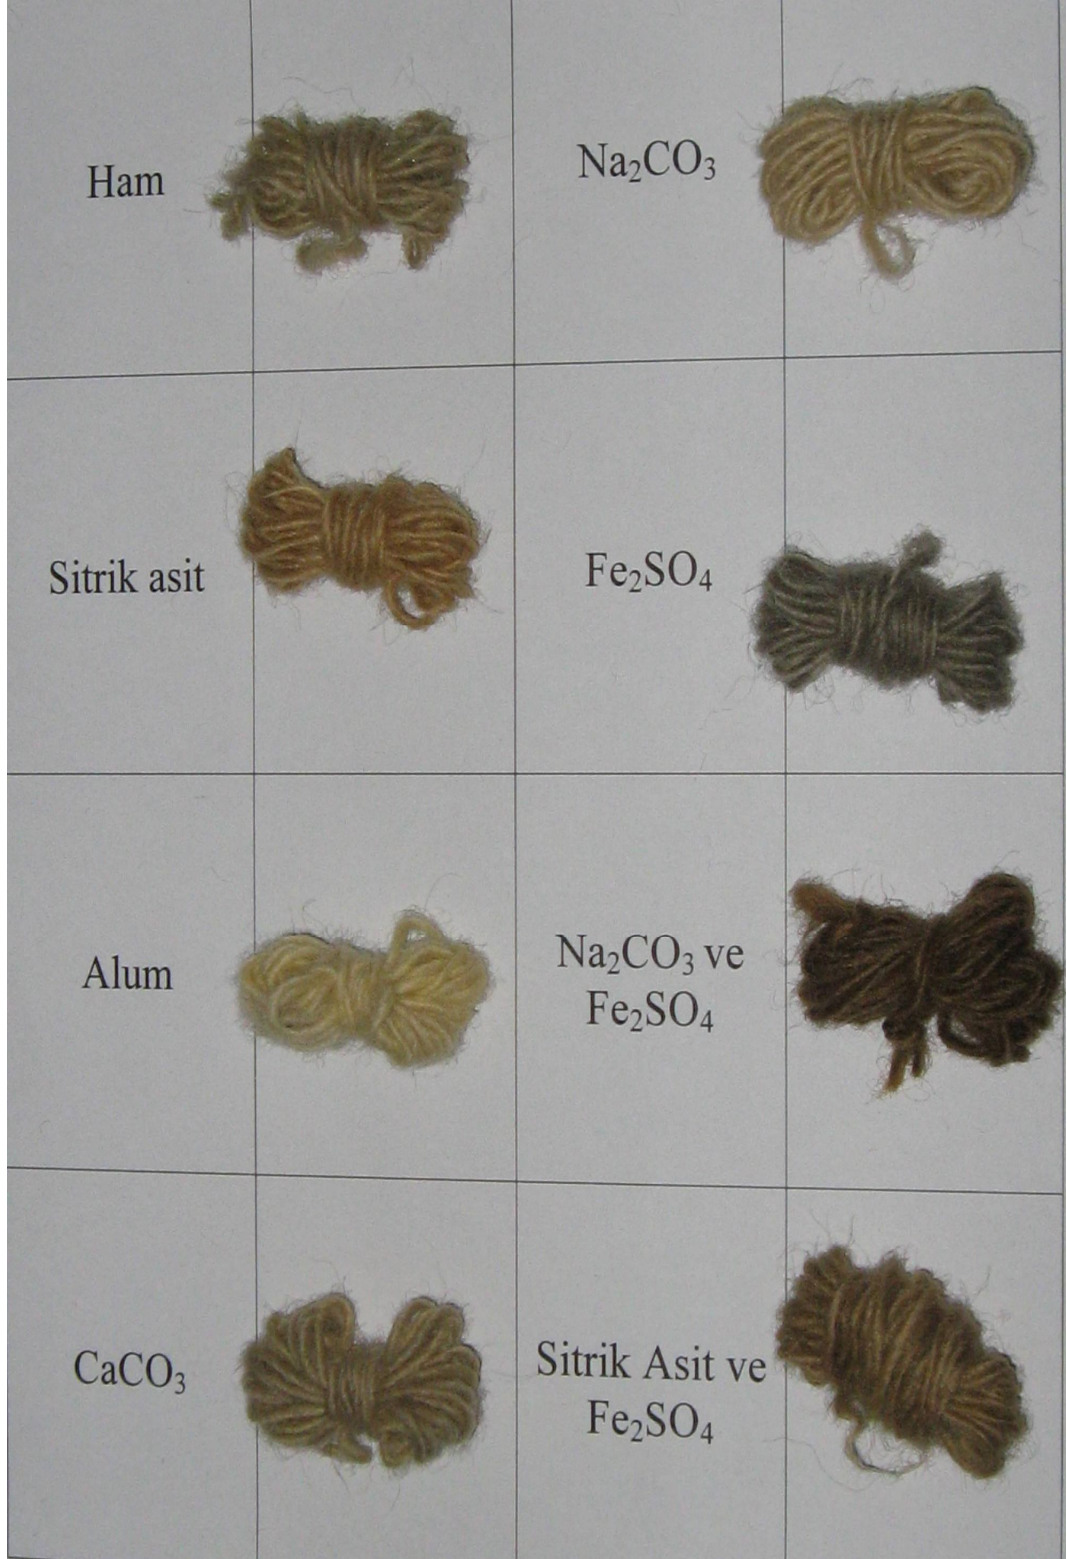 Ham
Na₂CO₃
Sitrik asit
Fe₂SO₄
Alum
Na₂CO₃ ve
Fe₂SO₄
CaCO₃
Sitrik Asit ve
Fe₂SO₄